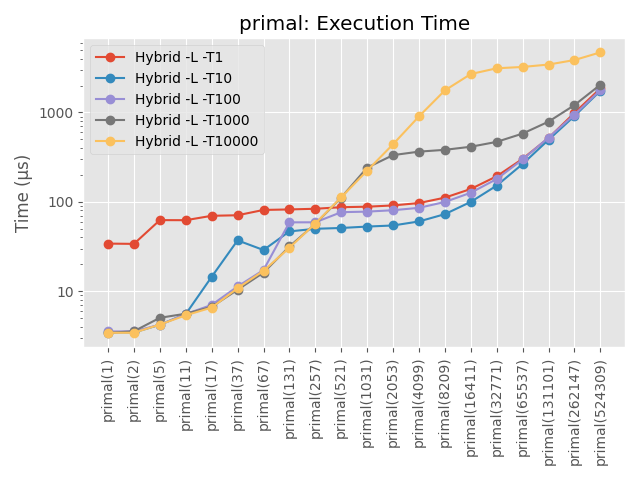 primal: Execution Time
Hybrid -L -T1
Hybrid -L -T10
Hybrid -L -T100
Hybrid -L -T1000
Hybrid -L -T10000
Time (µs)
1000
100
10
primal(1)
primal(2)
primal(5)
primal(11)
primal(17)
primal(37)
primal(67)
primal(131)
primal(257)
primal(521)
primal(1031)
primal(2053)
primal(4099)
primal(8209)
primal(16411)
primal(32771)
primal(65537)
primal(131101)
primal(262147)
primal(524309)